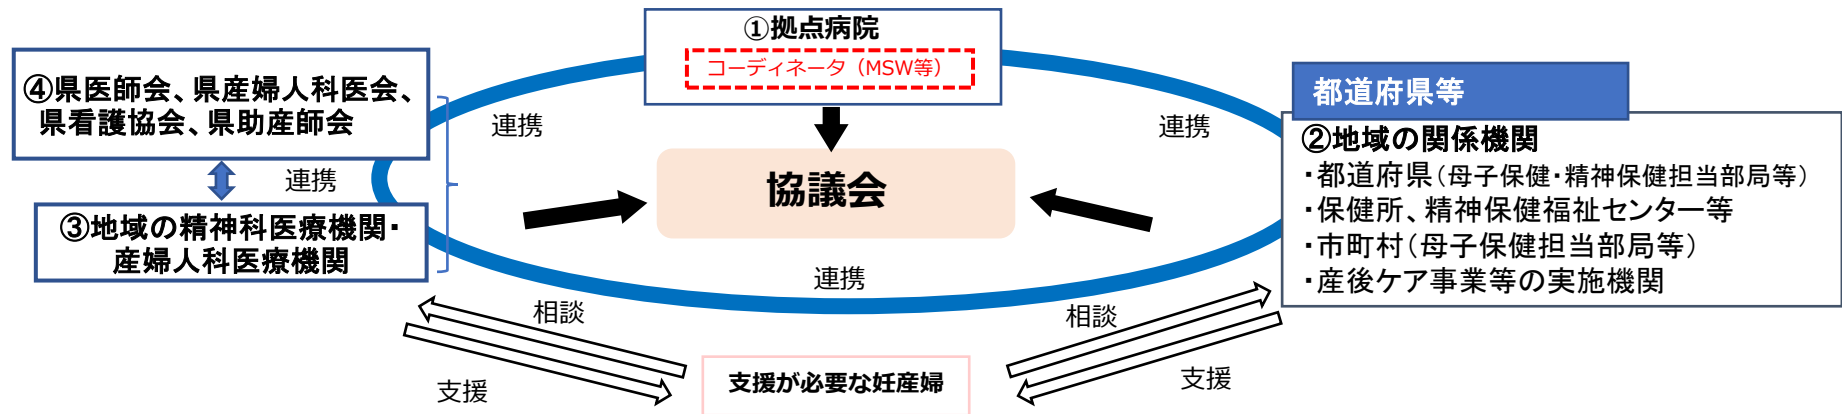 ①拠点病院
コーディネータ（MSW等）
④県医師会、県産婦人科医会、
県看護協会、県助産師会
連携
連携
都道府県等
②地域の関係機関
・都道府県（母子保健・精神保健担当部局等）
・保健所、精神保健福祉センター等
・市町村（母子保健担当部局等）
・産後ケア事業等の実施機関
連携
協議会
③地域の精神科医療機関・
産婦人科医療機関
連携
相談
相談
支援
支援が必要な妊産婦
支援